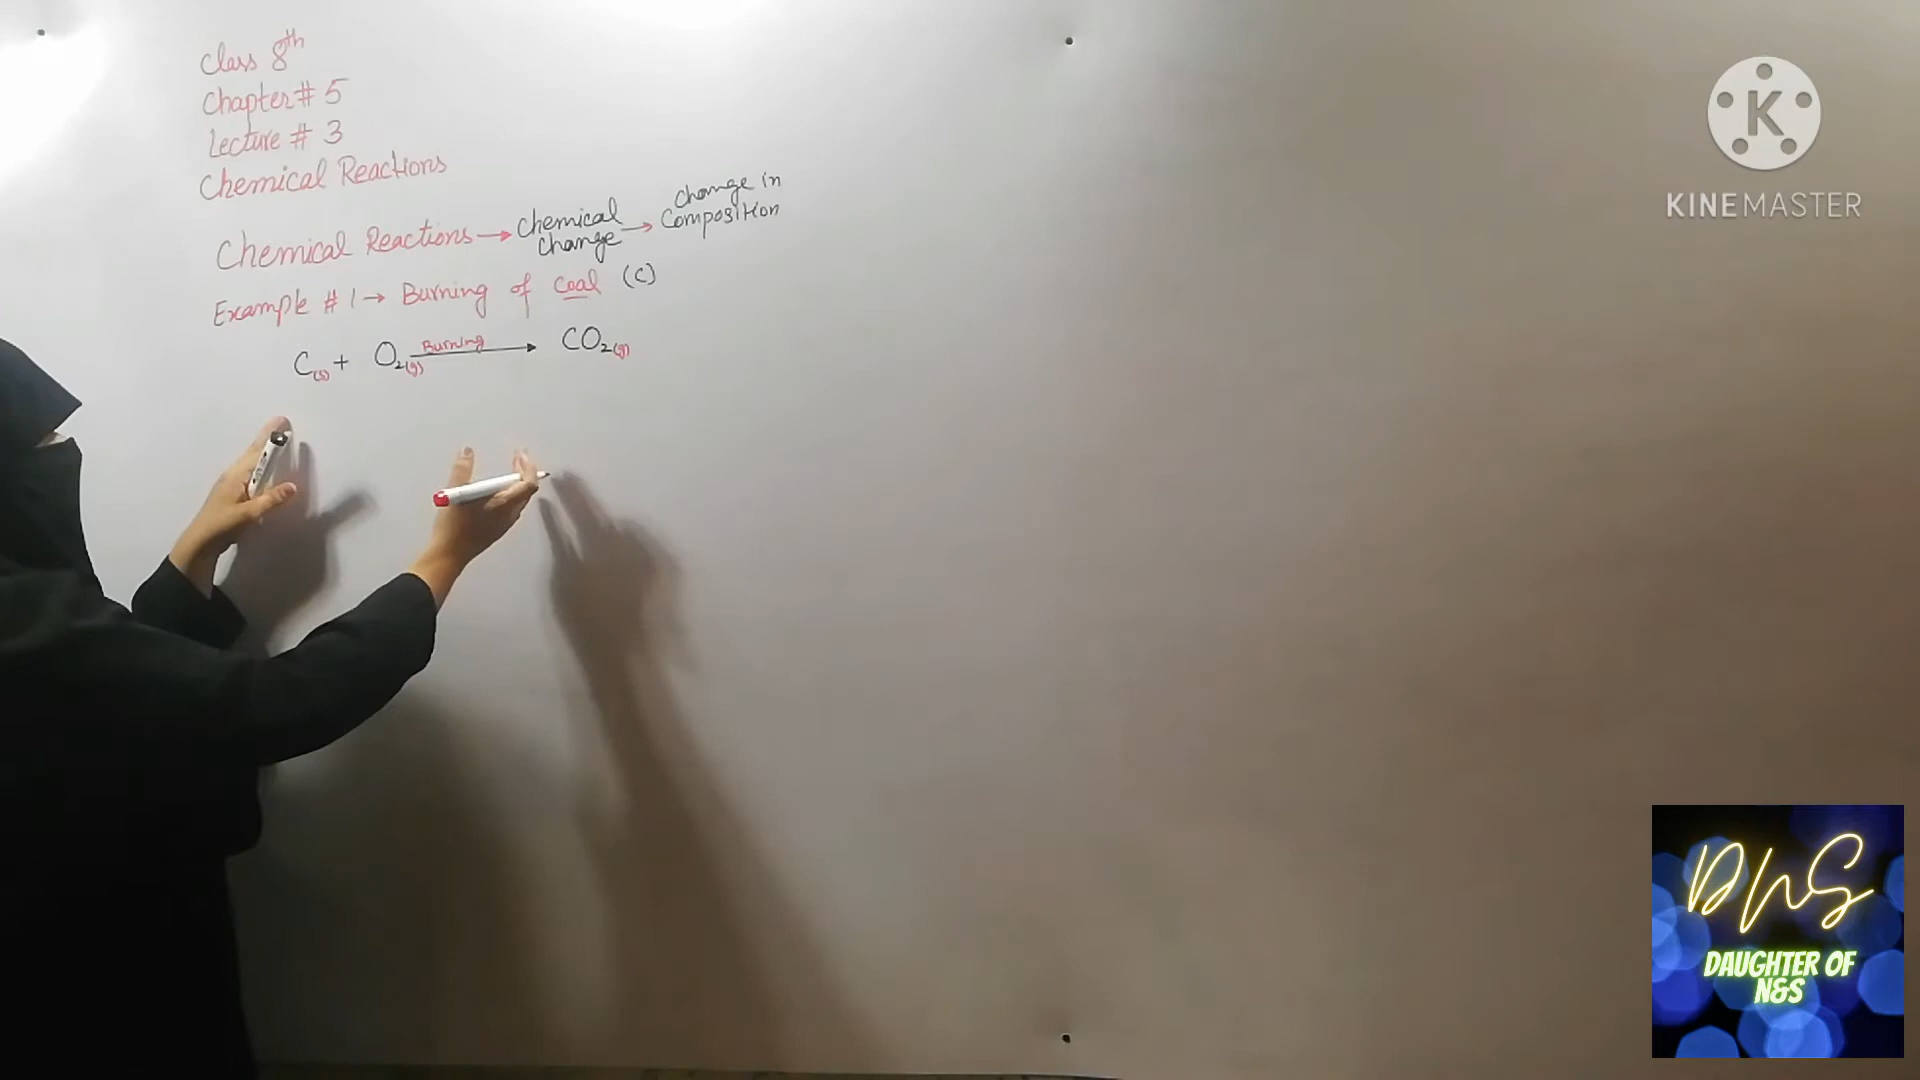 Class 8th
Chapter # 5
Lecture # 3
Chemical Reactions
Chemical Reactions → Chemical change → change in composition
Example # 1 → Burning of Coal (C)
C(s) + O2(g) Burning → CO2(g)
K
KINEMASTER
DNS
DAUGHTER OF
N&S